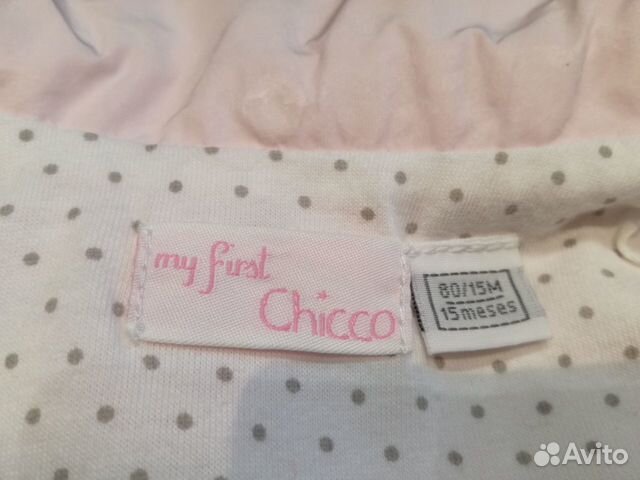 my first
Chicco
80/15M
15meses
Avito